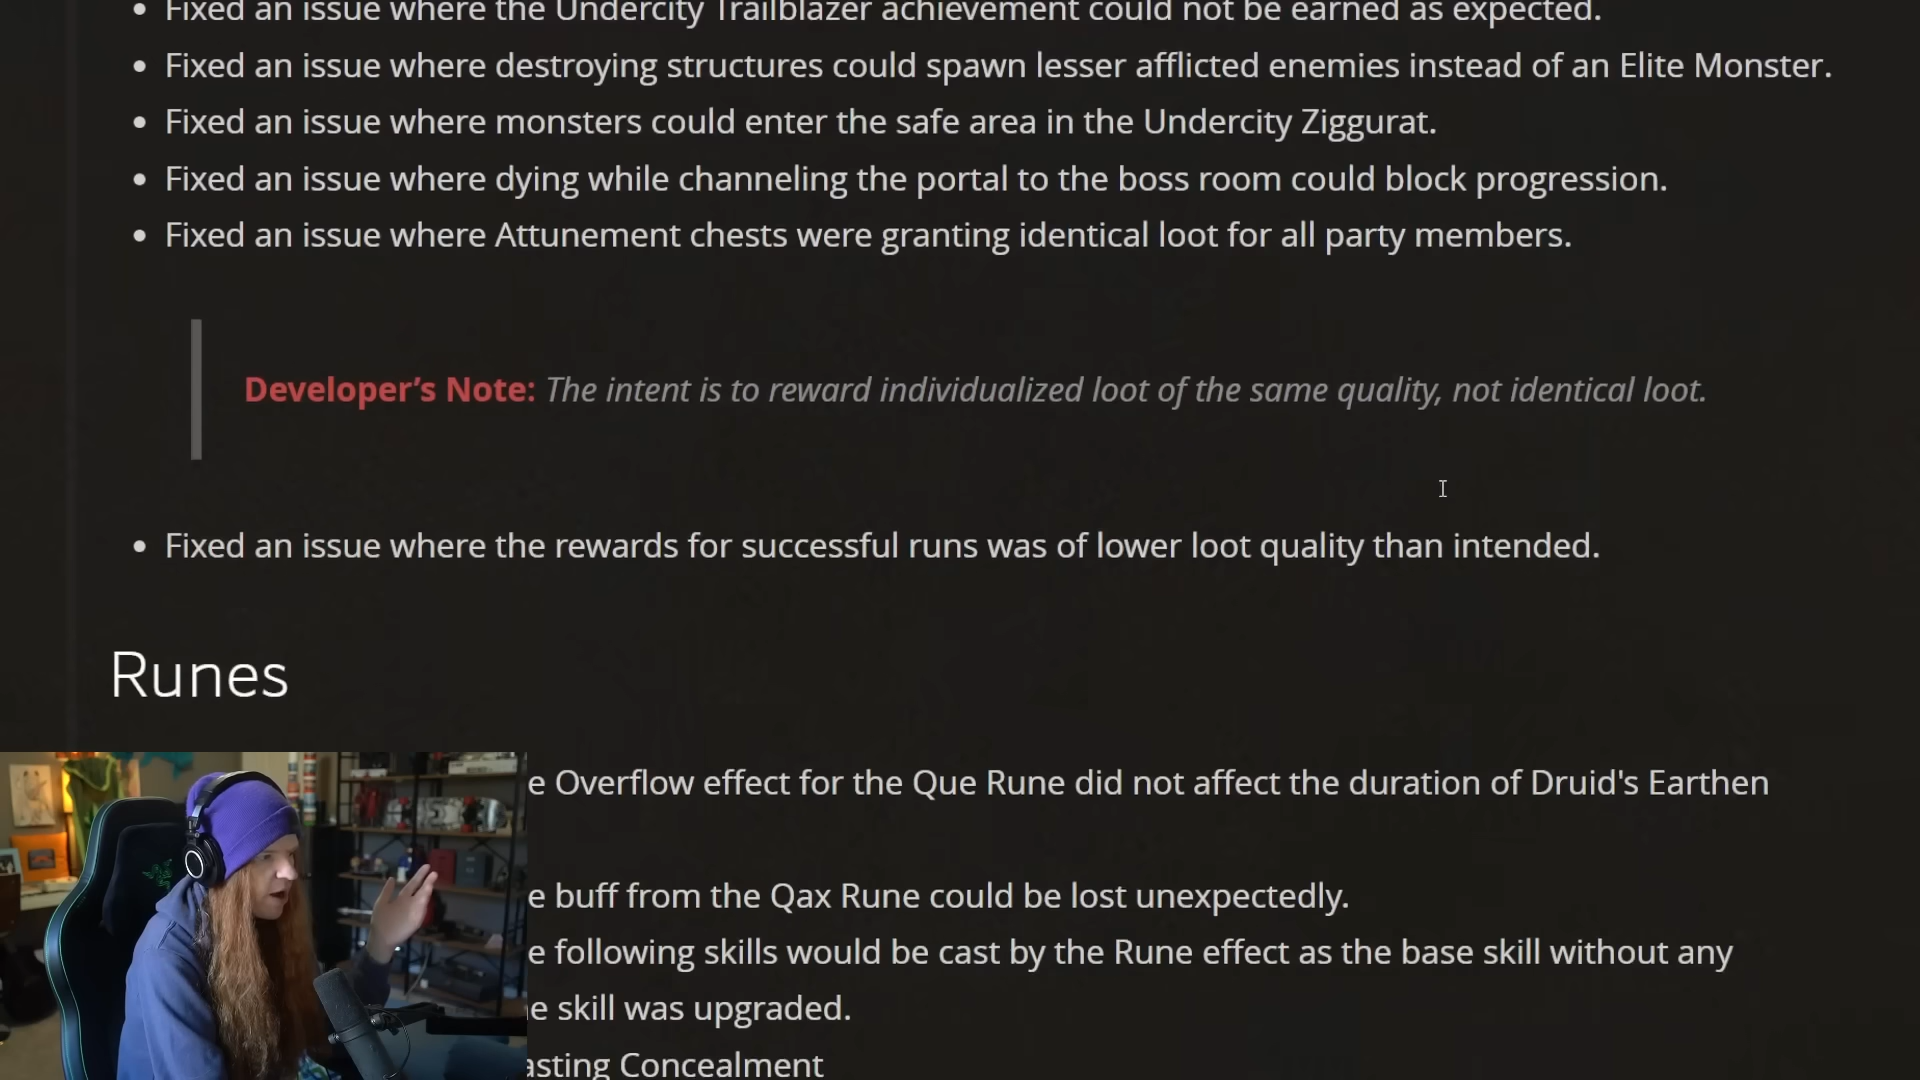 Fixed an issue where the Undercity Trailblazer achievement could not be earned as expected.
Fixed an issue where destroying structures could spawn lesser afflicted enemies instead of an Elite Monster.
Fixed an issue where monsters could enter the safe area in the Undercity Ziggurat.
Fixed an issue where dying while channeling the portal to the boss room could block progression.
Fixed an issue where Attunement chests were granting identical loot for all party members.
Developer’s Note: The intent is to reward individualized loot of the same quality, not identical loot.
Fixed an issue where the rewards for successful runs was of lower loot quality than intended.
Runes
e Overflow effect for the Que Rune did not affect the duration of Druid's Earthen
e buff from the Qax Rune could be lost unexpectedly.
e following skills would be cast by the Rune effect as the base skill without any
e skill was upgraded.
asting Concealment